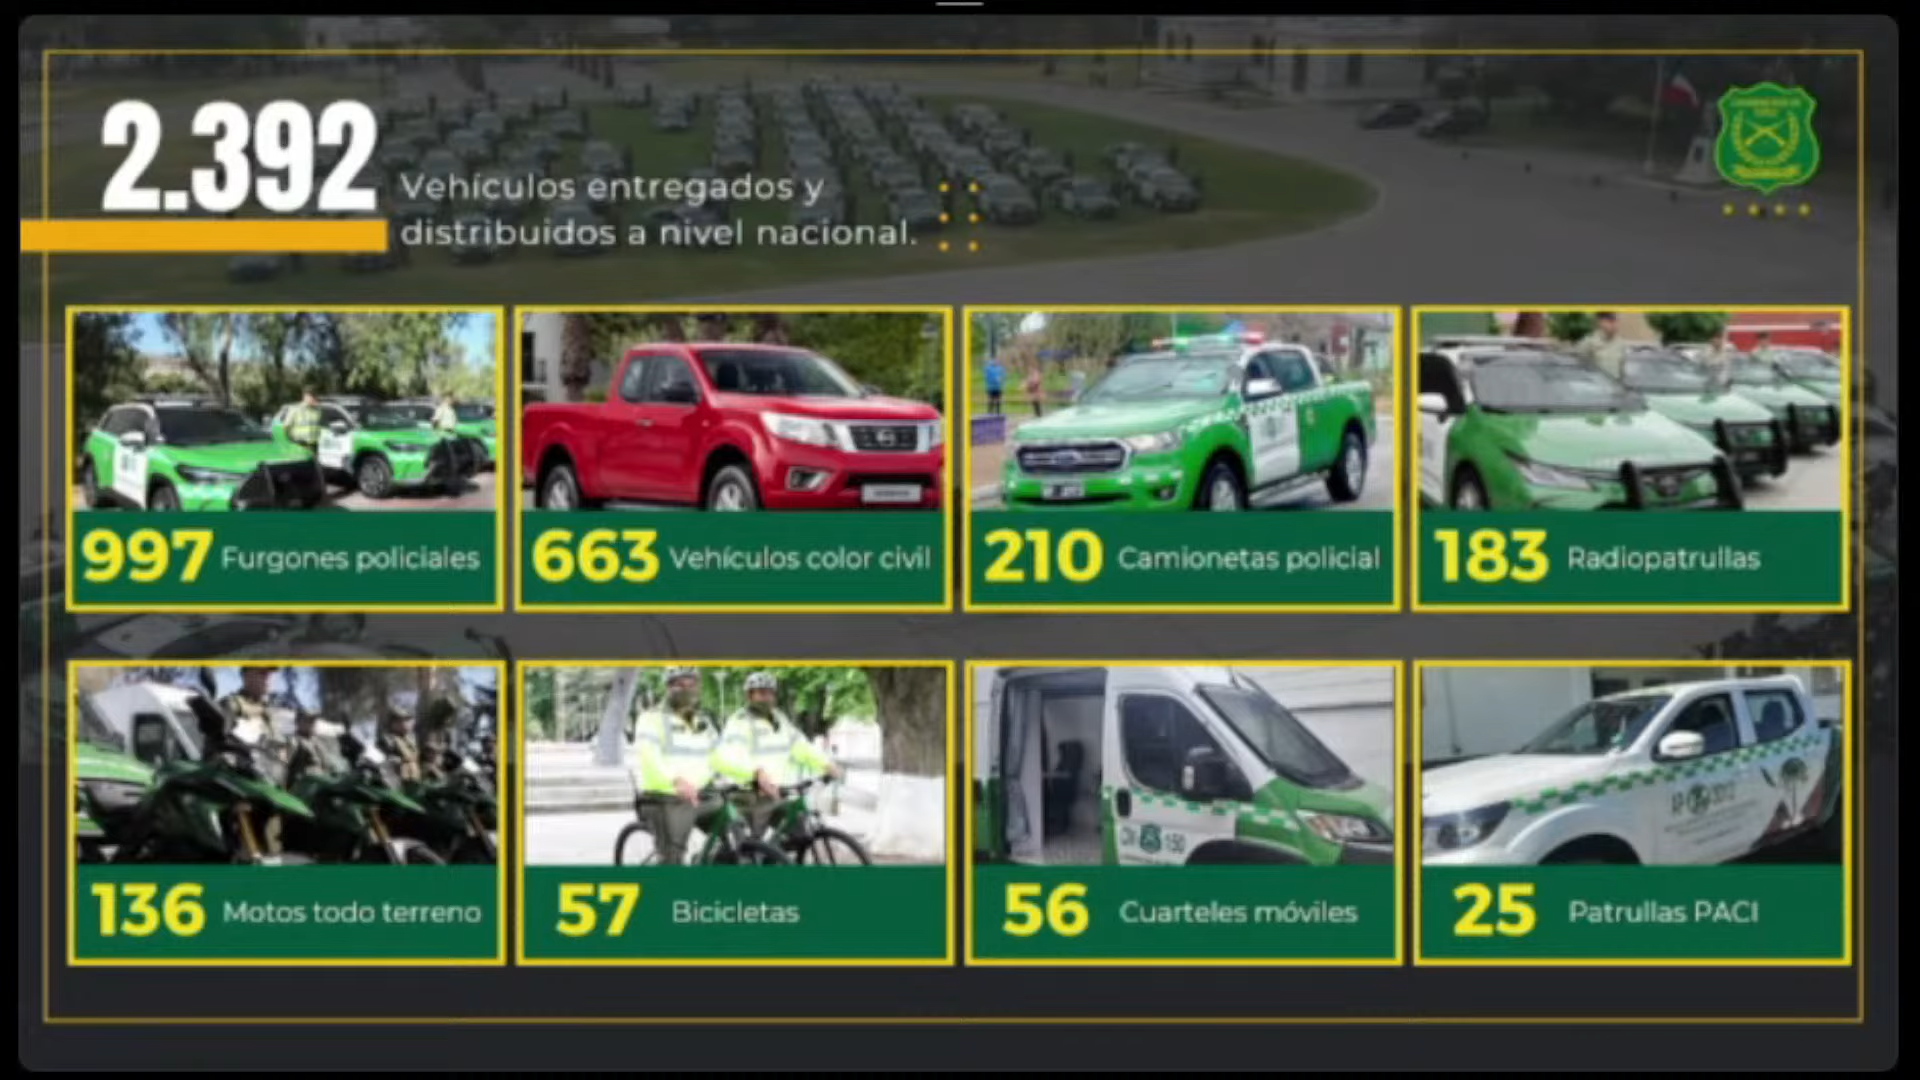 2.392
Vehículos entregados y
distribuidos a nivel nacional.
997 Furgones policiales
663 Vehículos color civil
210 Camionetas policial
183 Radiopatrullas
136 Motos todo terreno
57 Bicicletas
56 Cuarteles móviles
25 Patrullas PACI
150